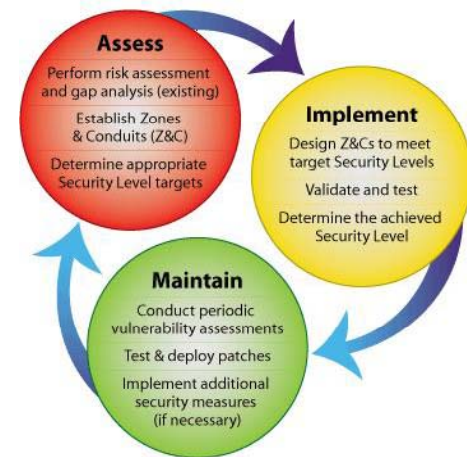 Assess
Perform risk assessment
and gap analysis (existing)
Establish Zones
& Conduits (Z&C)
Determine appropriate
Security Level targets
Implement
Design Z&Cs to meet
target Security Levels
Validate and test
Determine the achieved
Security Level
Maintain
Conduct periodic
vulnerability assessments
Test & deploy patches
Implement additional
security measures
(if necessary)